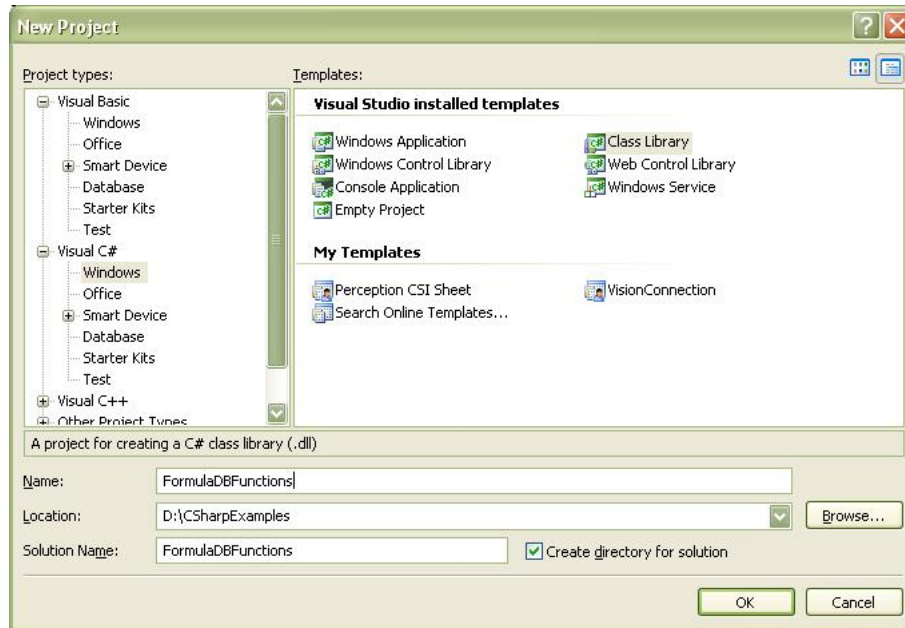 New Project
Project types:
Visual Basic
Windows
Office
Smart Device
Database
Starter Kits
Test
Visual C#
Windows
Office
Smart Device
Database
Starter Kits
Test
Visual C++
Other Project Types
Templates:
Visual Studio installed templates
Windows Application
Class Library
Windows Control Library
Web Control Library
Console Application
Windows Service
Empty Project
My Templates
Perception CSI Sheet
VisionConnection
Search Online Templates...
A project for creating a C# class library (.dll)
Name:
FormulaDBFunctions
Location:
D:\CSharpExamples
Browse...
Solution Name:
FormulaDBFunctions
Create directory for solution
OK
Cancel